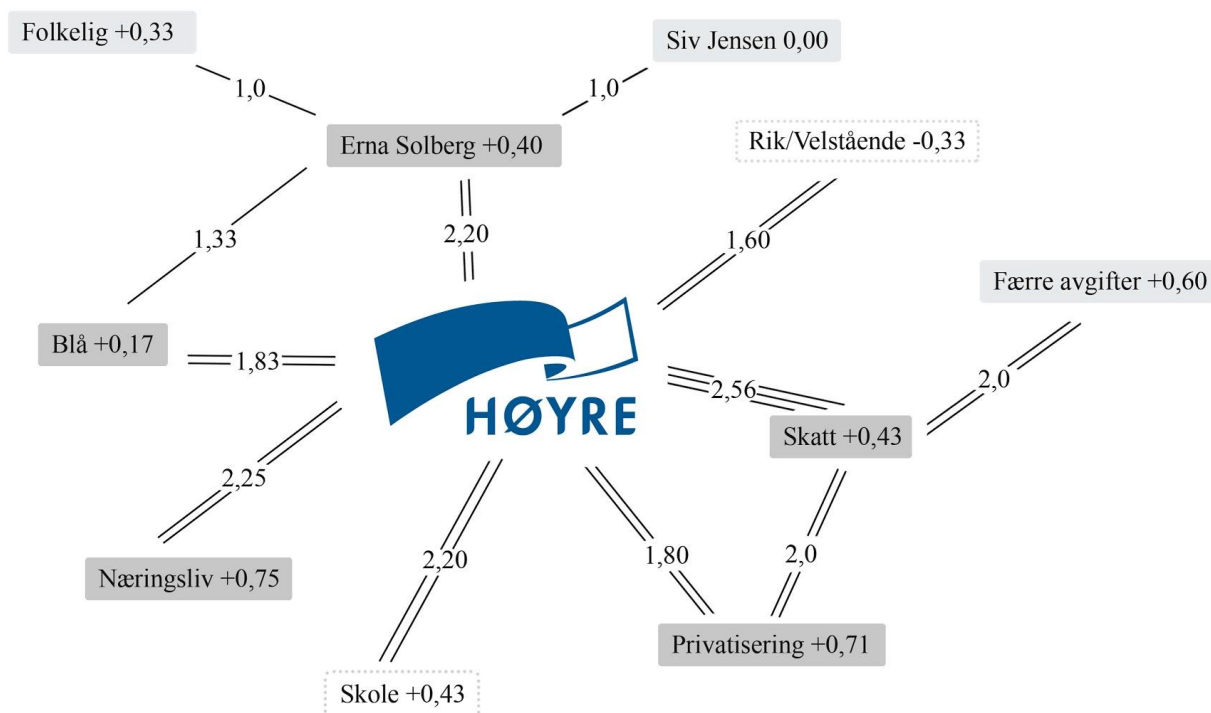 Folkelig +0,33
Siv Jensen 0,00
1,0
1,0
Erna Solberg +0,40
Rik/Velstående -0,33
1,33
2,20
1,60
Færre avgifter +0,60
Blå +0,17
1,83
2,56
2,0
HØYRE
Skatt +0,43
2,25
2,20
1,80
2,0
Næringsliv +0,75
Privatisering +0,71
Skole +0,43